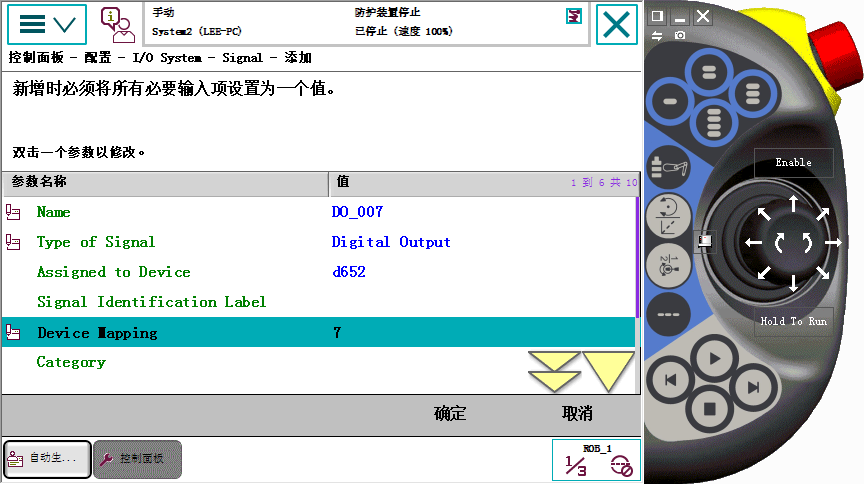 手动
System2 (LEE-PC)
防护装置停止
已停止 (速度 100%)
控制面板 - 配置 - I/O System - Signal - 添加
新增时必须将所有必要输入项设置为一个值。
双击一个参数以修改。
参数名称 值 1 到 6 共 10
Name DO_007
Type of Signal Digital Output
Assigned to Device d652
Signal Identification Label
Device Mapping 7
Category
确定 取消
自动生... 控制面板
ROB_1
1/3
Enable
Hold To Run